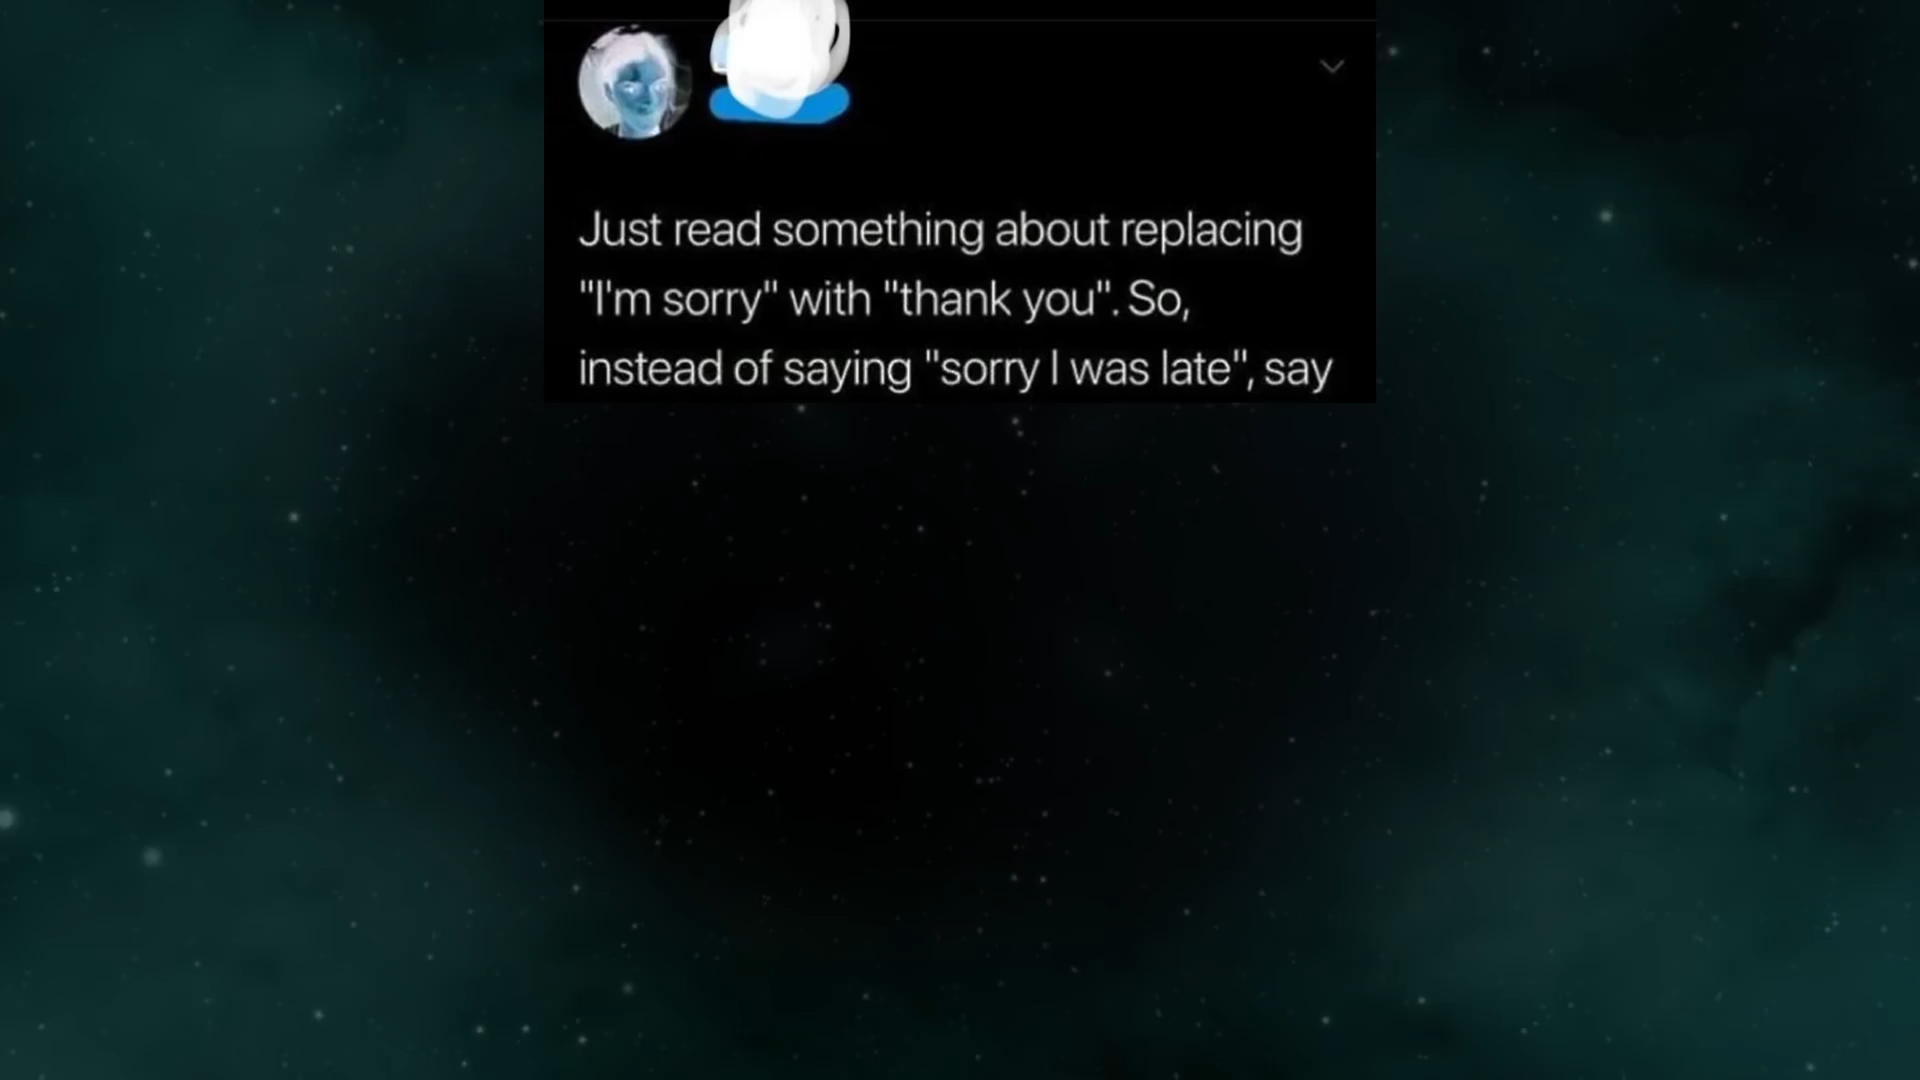 Just read something about replacing
"I'm sorry" with "thank you". So,
instead of saying "sorry I was late", say